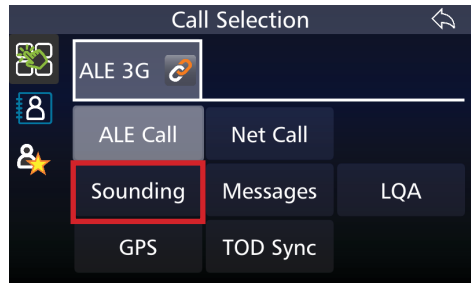 Call Selection
ALE 3G
ALE Call Net Call
Sounding Messages LQA
GPS TOD Sync